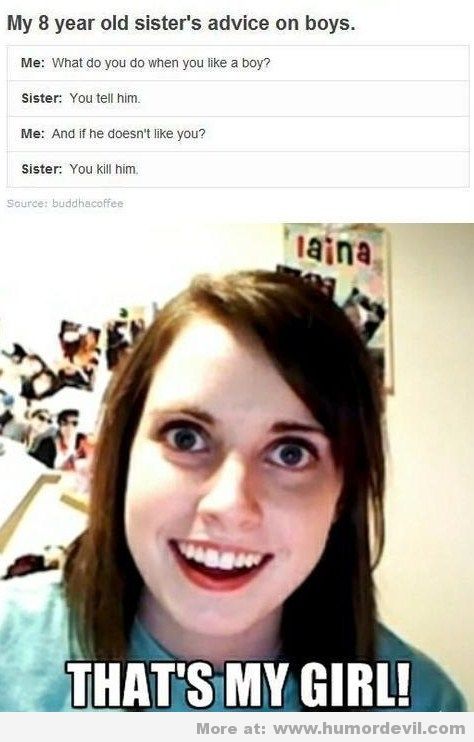 My 8 year old sister's advice on boys.
Me: What do you do when you like a boy?
Sister: You tell him.
Me: And if he doesn't like you?
Sister: You kill him.
Source: buddhacoffee
laina
THAT'S MY GIRL!
More at: www.humordevil.com